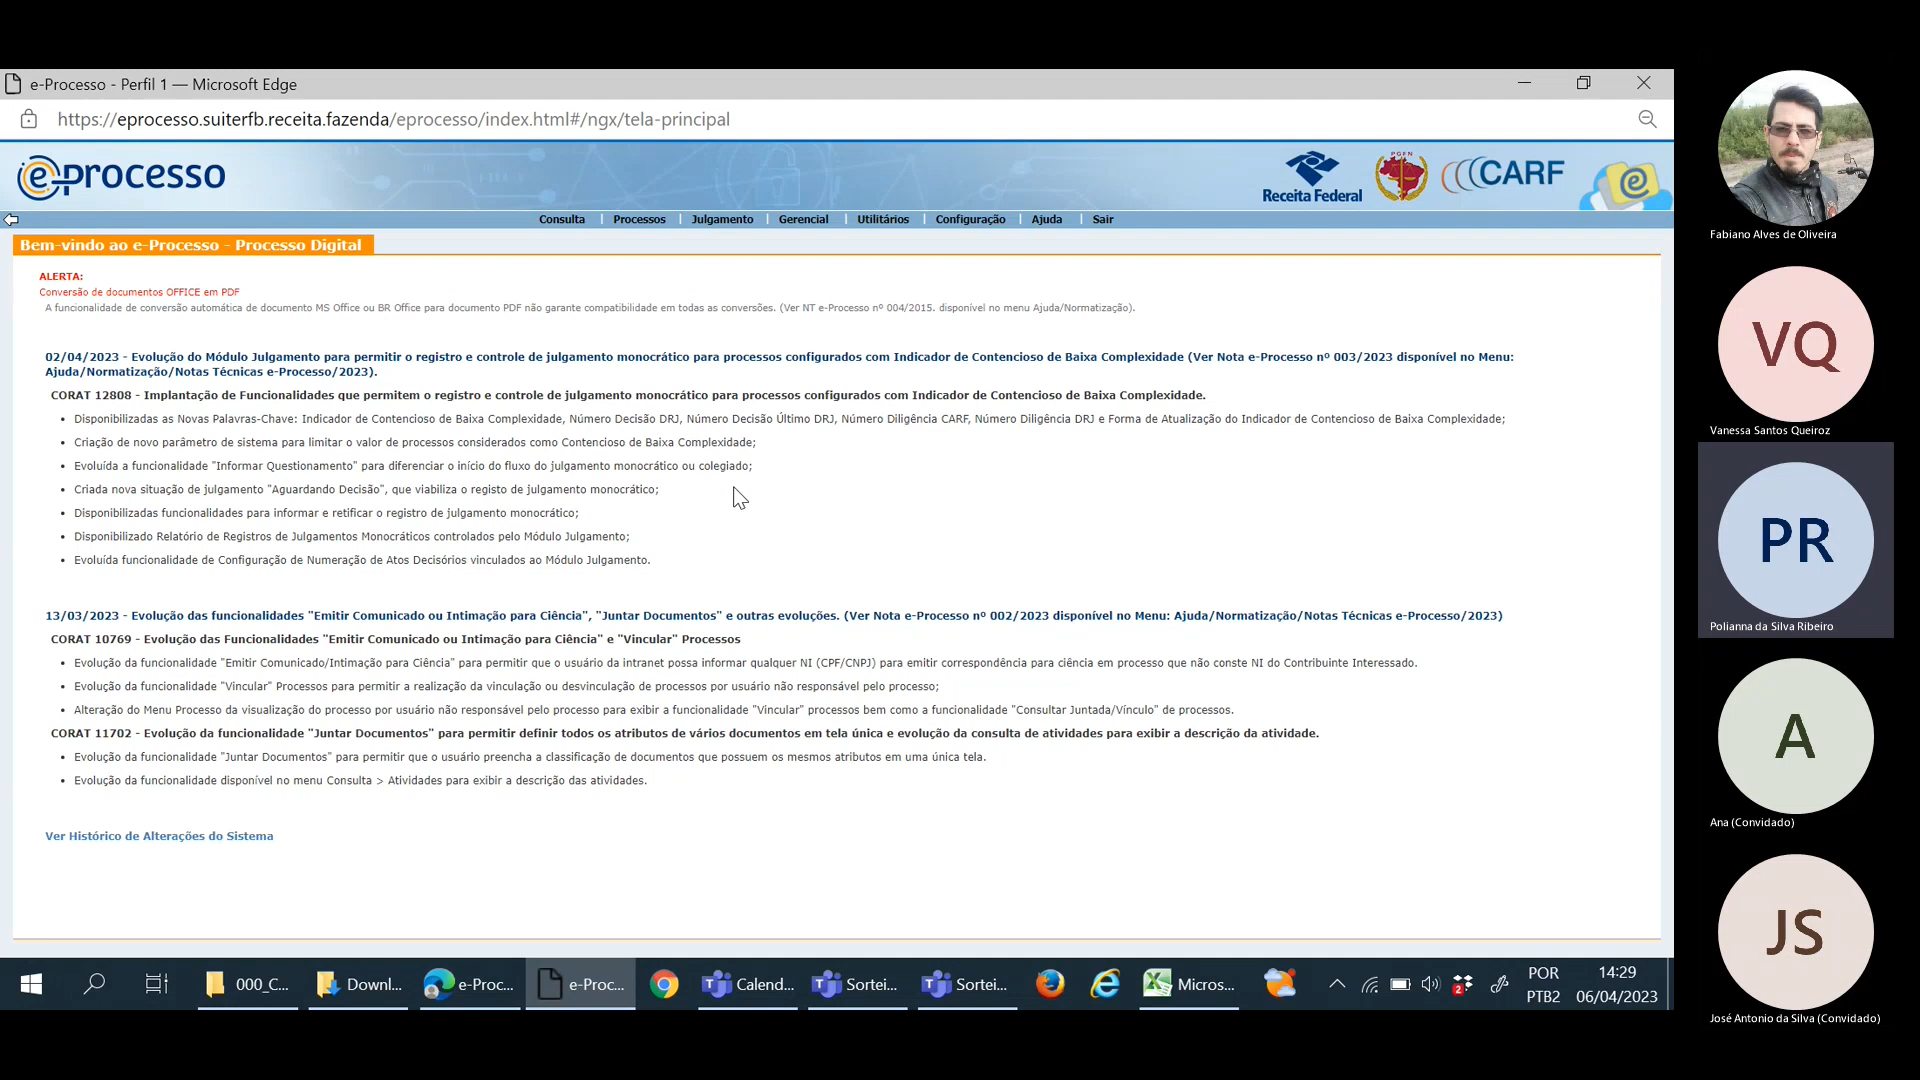 e-Processo - Perfil 1 — Microsoft Edge
https://eprocesso.suiterfb.receita.fazenda/eprocesso/index.html#/ngx/tela-principal
e-processo
Receita Federal
PGFN
CARF
Consulta | Processos | Julgamento | Gerencial | Utilitários | Configuração | Ajuda | Sair
Bem-vindo ao e-Processo - Processo Digital
ALERTA:
Conversão de documentos OFFICE em PDF
A funcionalidade de conversão automática de documento MS Office ou BR Office para documento PDF não garante compatibilidade em todas as conversões. (Ver NT e-Processo nº 004/2015. disponível no menu Ajuda/Normatização).
02/04/2023 - Evolução do Módulo Julgamento para permitir o registro e controle de julgamento monocrático para processos configurados com Indicador de Contencioso de Baixa Complexidade (Ver Nota e-Processo nº 003/2023 disponível no Menu:
Ajuda/Normatização/Notas Técnicas e-Processo/2023).
CORAT 12808 - Implantação de Funcionalidades que permitem o registro e controle de julgamento monocrático para processos configurados com Indicador de Contencioso de Baixa Complexidade.
• Disponibilizadas as Novas Palavras-Chave: Indicador de Contencioso de Baixa Complexidade, Número Decisão DRJ, Número Decisão Último DRJ, Número Diligência CARF, Número Diligência DRJ e Forma de Atualização do Indicador de Contencioso de Baixa Complexidade;
• Criação de novo parâmetro de sistema para limitar o valor de processos considerados como Contencioso de Baixa Complexidade;
• Evoluída a funcionalidade "Informar Questionamento" para diferenciar o início do fluxo do julgamento monocrático ou colegiado;
• Criada nova situação de julgamento "Aguardando Decisão", que viabiliza o registo de julgamento monocrático;
• Disponibilizadas funcionalidades para informar e retificar o registro de julgamento monocrático;
• Disponibilizado Relatório de Registros de Julgamentos Monocráticos controlados pelo Módulo Julgamento;
• Evoluída funcionalidade de Configuração de Numeração de Atos Decisórios vinculados ao Módulo Julgamento.
13/03/2023 - Evolução das funcionalidades "Emitir Comunicado ou Intimação para Ciência", "Juntar Documentos" e outras evoluções. (Ver Nota e-Processo nº 002/2023 disponível no Menu: Ajuda/Normatização/Notas Técnicas e-Processo/2023)
CORAT 10769 - Evolução das Funcionalidades "Emitir Comunicado ou Intimação para Ciência" e "Vincular" Processos
• Evolução da funcionalidade "Emitir Comunicado/Intimação para Ciência" para permitir que o usuário da intranet possa informar qualquer NI (CPF/CNPJ) para emitir correspondência para ciência em processo que não conste NI do Contribuinte Interessado.
• Evolução da funcionalidade "Vincular" Processos para permitir a realização da vinculação ou desvinculação de processos por usuário não responsável pelo processo;
• Alteração do Menu Processo da visualização do processo por usuário não responsável pelo processo para exibir a funcionalidade "Vincular" processos bem como a funcionalidade "Consultar Juntada/Vínculo" de processos.
CORAT 11702 - Evolução da funcionalidade "Juntar Documentos" para permitir definir todos os atributos de vários documentos em tela única e evolução da consulta de atividades para exibir a descrição da atividade.
• Evolução da funcionalidade "Juntar Documentos" para permitir que o usuário preencha a classificação de documentos que possuem os mesmos atributos em uma única tela.
• Evolução da funcionalidade disponível no menu Consulta > Atividades para exibir a descrição das atividades.
Ver Histórico de Alterações do Sistema
000_C...
Downl...
e-Proc...
e-Proc...
Calend...
Sortei...
Sortei...
Micros...
2
POR
PTB2
14:29
06/04/2023
Fabiano Alves de Oliveira
VQ
Vanessa Santos Queiroz
PR
Polianna da Silva Ribeiro
A
Ana (Convidado)
JS
José Antonio da Silva (Convidado)